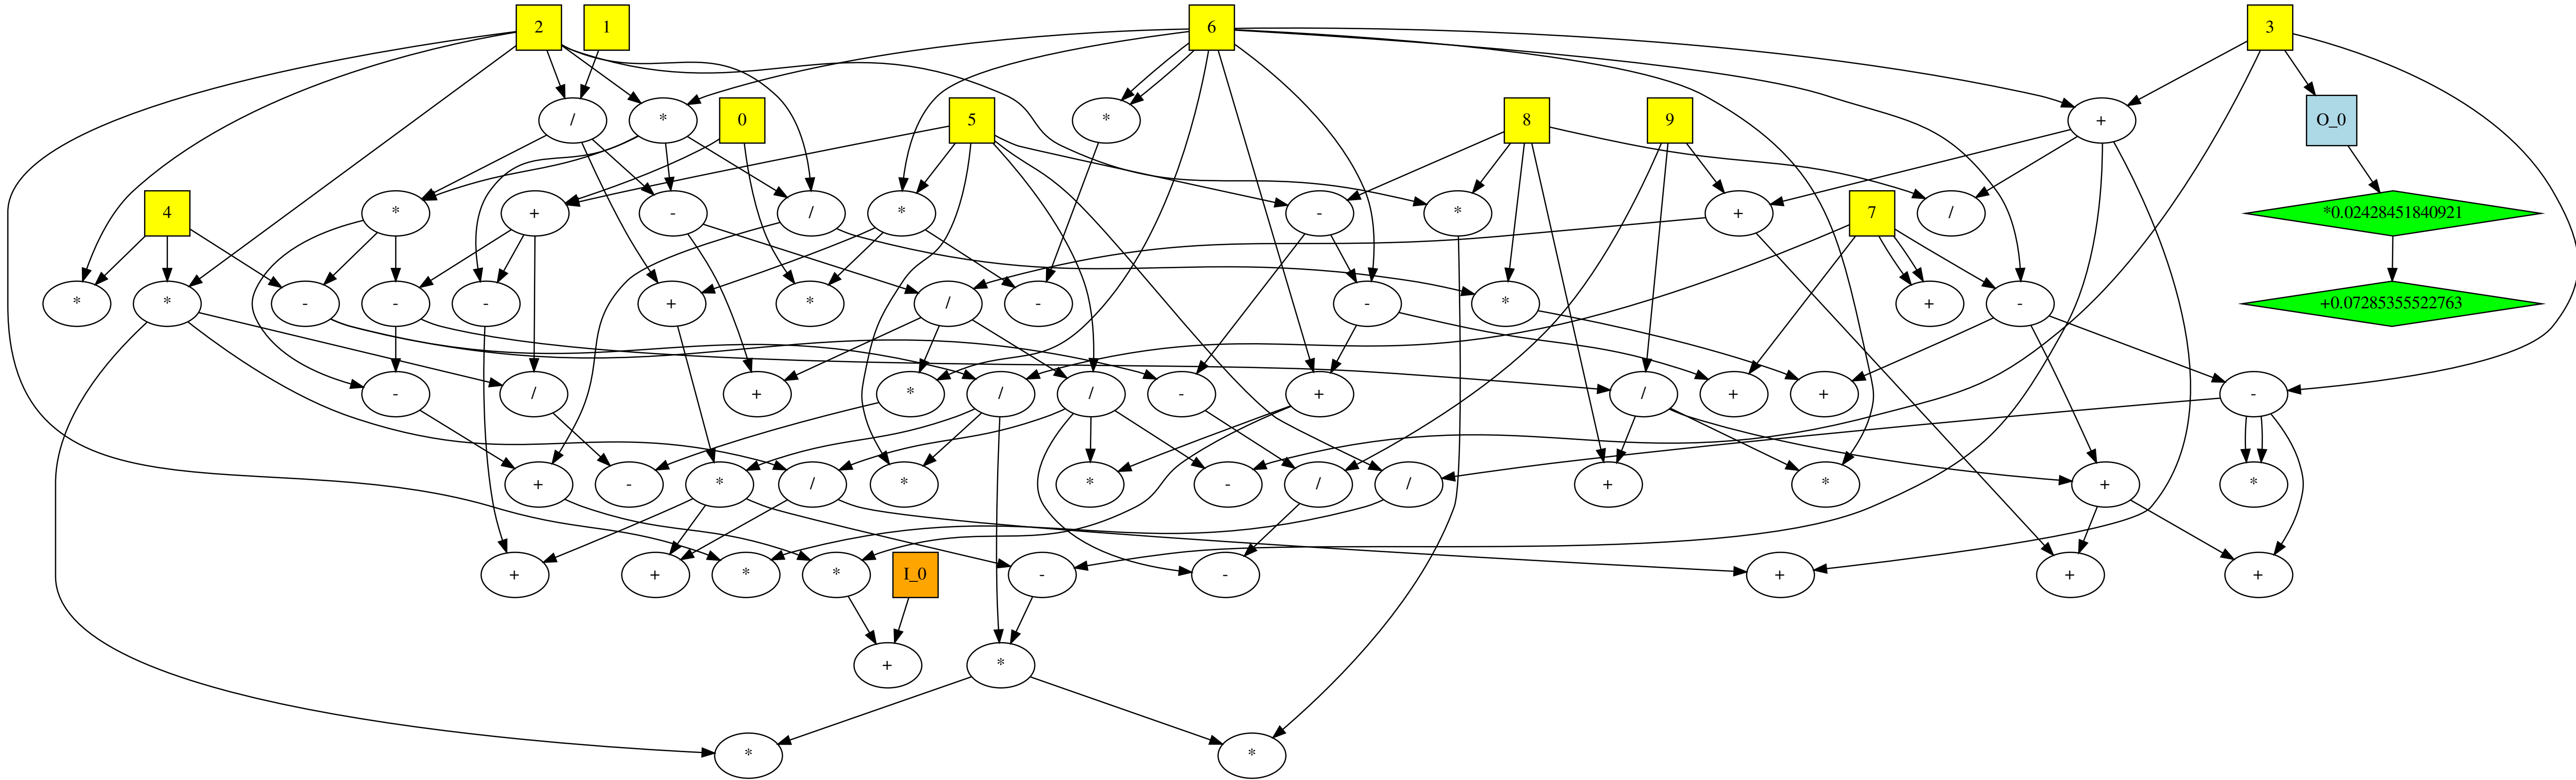 2 1 6 3
/ * 0 5 * 8 9 + O_0
4 * + - / * - * + 7 / *0.02428451840921
* * - - - + * / - - * + - +0.07285355522763
- / + * / / - + / + + -
+ - * / * * - / / + * + *
+ + * * I_0 - - + + +
+ *
* *